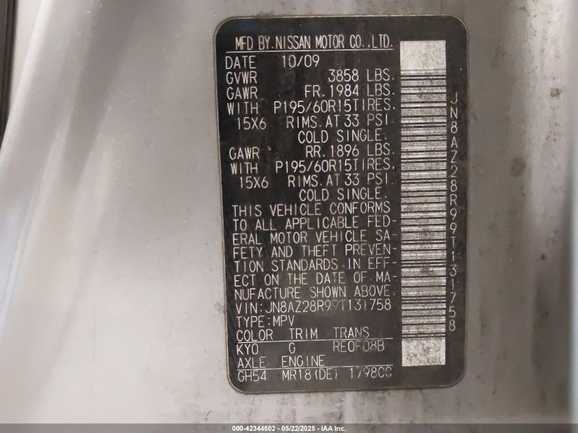 MFD BY.NISSAN MOTOR CO.,LTD.
DATE 10/09
GVWR 3858 LBS.
GAWR FR. 1984 LBS.
WITH P195/60R15TIRES.
15X6 RIMS. AT 33 PSI
COLD SINGLE.
GAWR RR. 1896 LBS.
WITH P195/60R15TIRES.
15X6 RIMS. AT 33 PSI
COLD SINGLE.
THIS VEHICLE CONFORMS
TO ALL APPLICABLE FED-
ERAL MOTOR VEHICLE SA-
FETY AND THEFT PREVEN-
TION STANDARDS IN EFF-
ECT ON THE DATE OF MA-
NUFACTURE SHOWN ABOVE.
VIN:JN8AZ28R99T131758
TYPE:MPV
COLOR TRIM TRANS
KY0 G RE0F08B
AXLE ENGINE
GH54 MR18(DE) 1798CC
JN8AZ28R99T131758
000-42344602 - 05/22/2025 - IAA Inc.